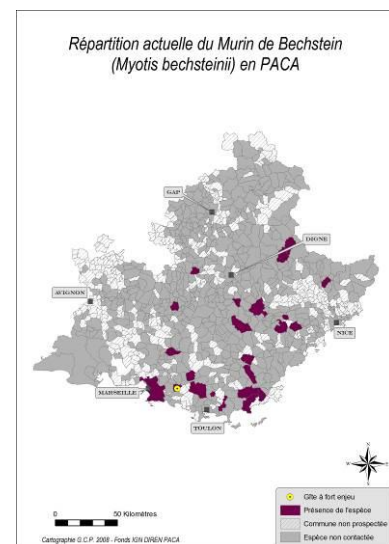 Répartition actuelle du Murin de Bechstein
(Myotis bechsteinii) en PACA
GAP
DIGNE
AVIGNON
NICE
MARSEILLE
TOULON
0 50 Kilomètres
Cartographie G.C.P. 2008 - Fonds IGN DIREN PACA
Gîte à fort enjeu
Présence de l'espèce
Commune non prospectée
Espèce non contactée